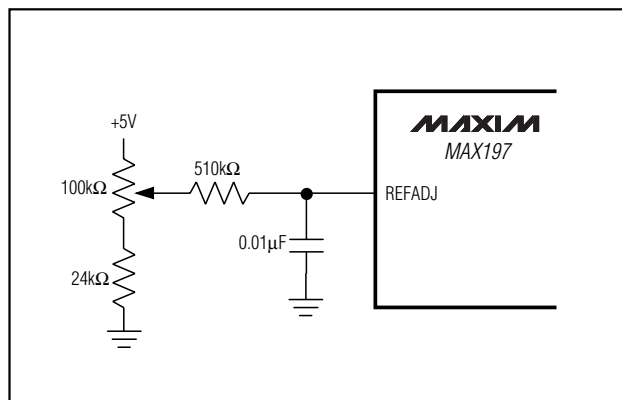 +5V
100kΩ
510kΩ
24kΩ
0.01µF
REFADJ
MAXIM
MAX197